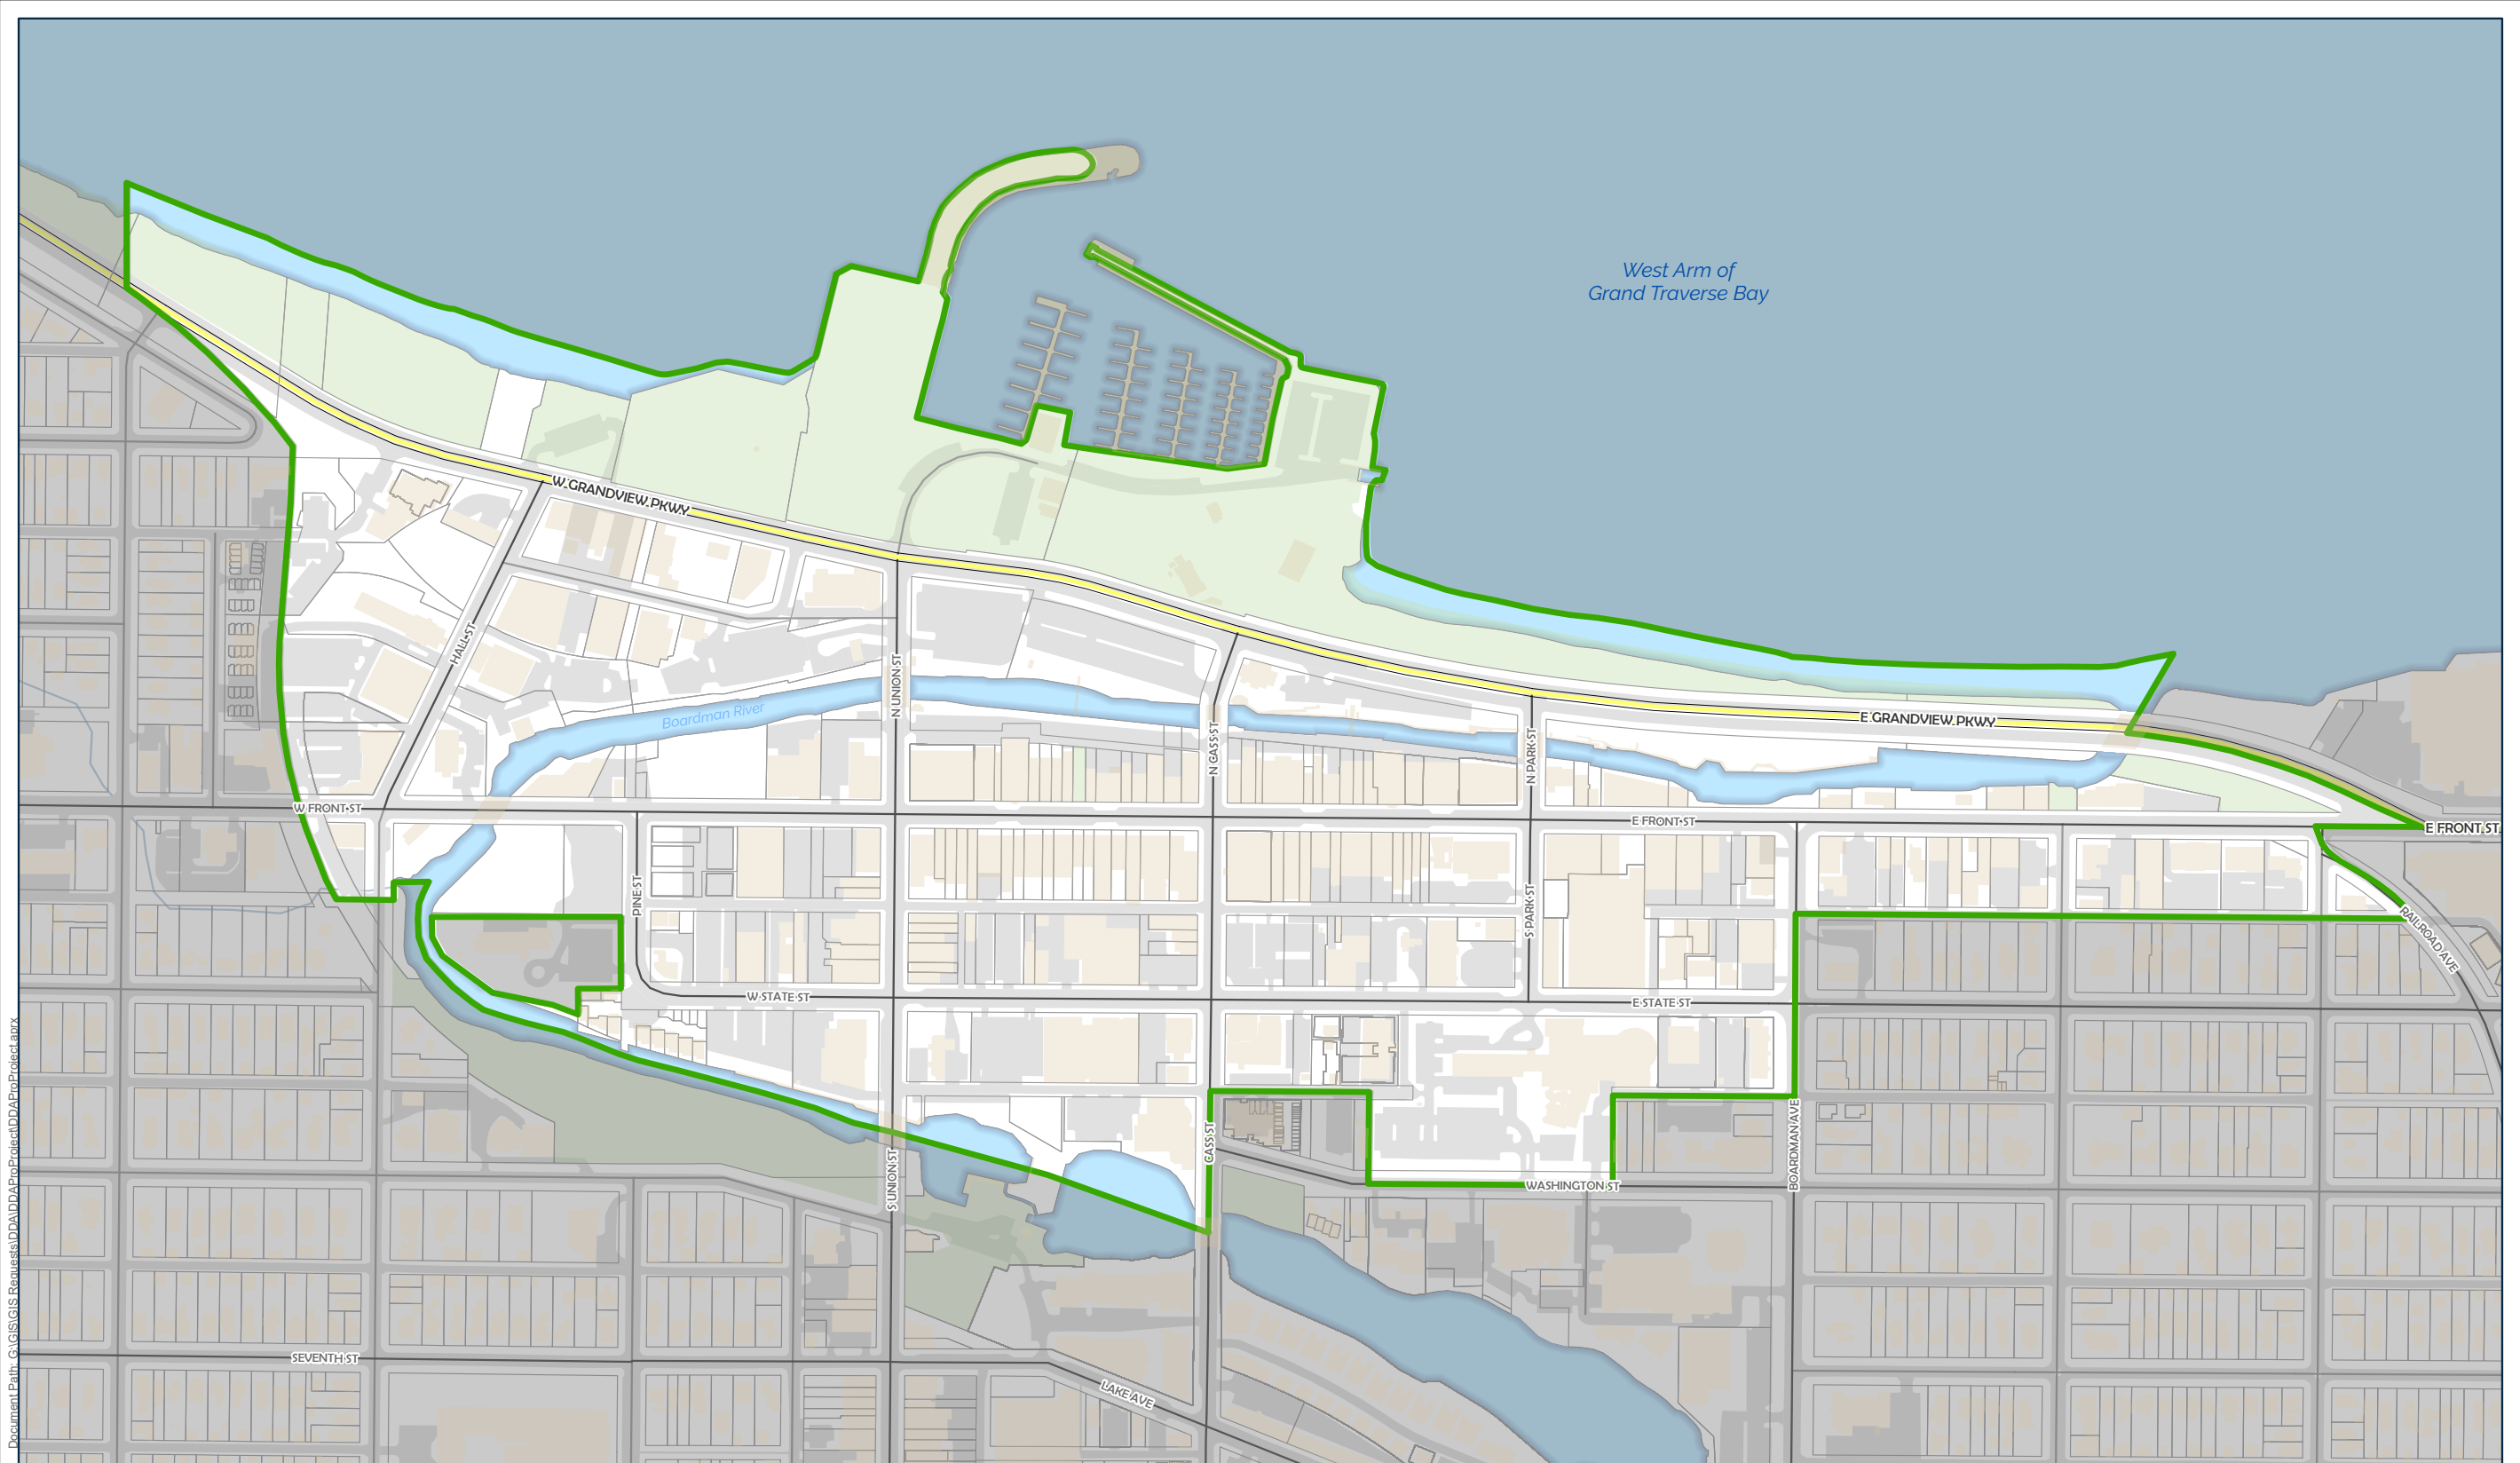 West Arm of
Grand Traverse Bay
W GRANDVIEW PKWY
HALL ST
N UNION ST
Boardman River
N CASS ST
N PARK ST
E GRANDVIEW PKWY
W FRONT ST
E FRONT ST
E FRONT ST
PINE ST
S PARK ST
RAILROAD AVE
W STATE ST
E STATE ST
CASS ST
S UNION ST
BOARDMAN AVE
WASHINGTON ST
SEVENTH ST
LAKE AVE
Document Path: G:\GIS\GIS Requests\DDA\DDAProProject\DDAProProject.aprx